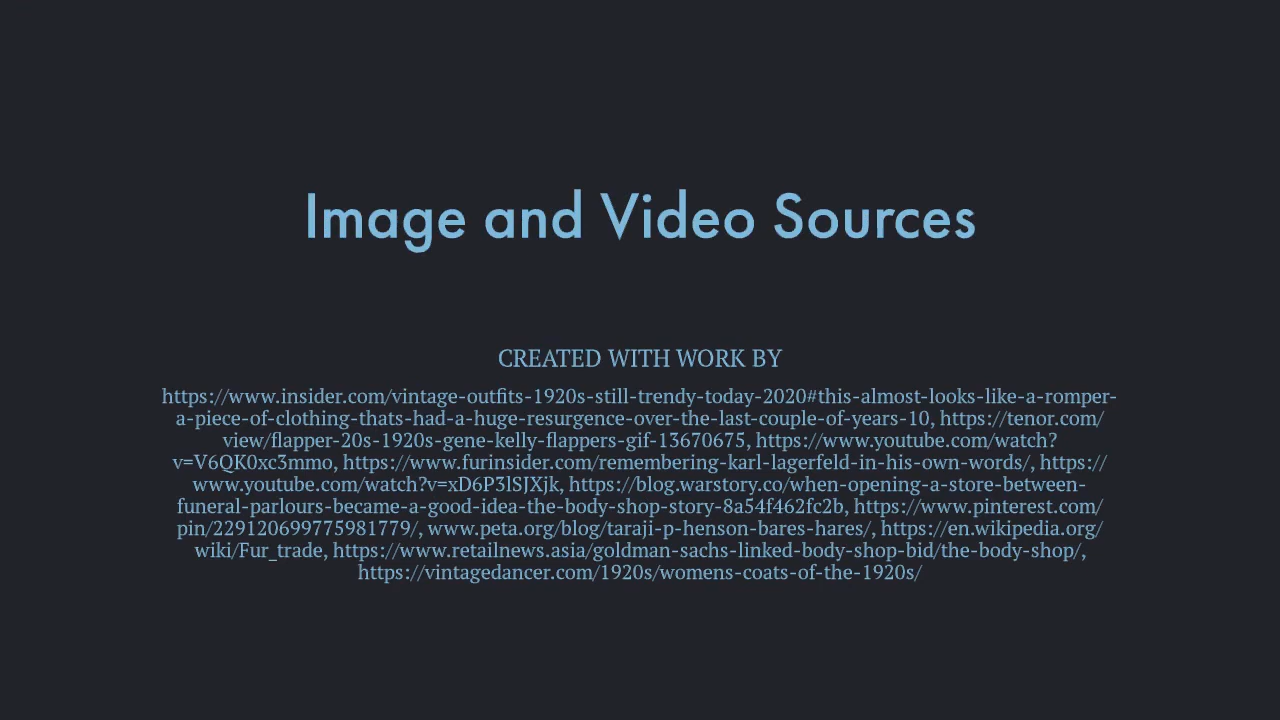 Image and Video Sources
CREATED WITH WORK BY
https://www.insider.com/vintage-outfits-1920s-still-trendy-today-2020#this-almost-looks-like-a-romper-
a-piece-of-clothing-thats-had-a-huge-resurgence-over-the-last-couple-of-years-10, https://tenor.com/
view/flapper-20s-1920s-gene-kelly-flappers-gif-13670675, https://www.youtube.com/watch?
v=V6QK0xc3mmo, https://www.furinsider.com/remembering-karl-lagerfeld-in-his-own-words/, https://
www.youtube.com/watch?v=xD6P3lSJXjk, https://blog.warstory.co/when-opening-a-store-between-
funeral-parlours-became-a-good-idea-the-body-shop-story-8a54f462fc2b, https://www.pinterest.com/
pin/229120699775981779/, www.peta.org/blog/taraji-p-henson-bares-hares/, https://en.wikipedia.org/
wiki/Fur_trade, https://www.retailnews.asia/goldman-sachs-linked-body-shop-bid/the-body-shop/,
https://vintagedancer.com/1920s/womens-coats-of-the-1920s/